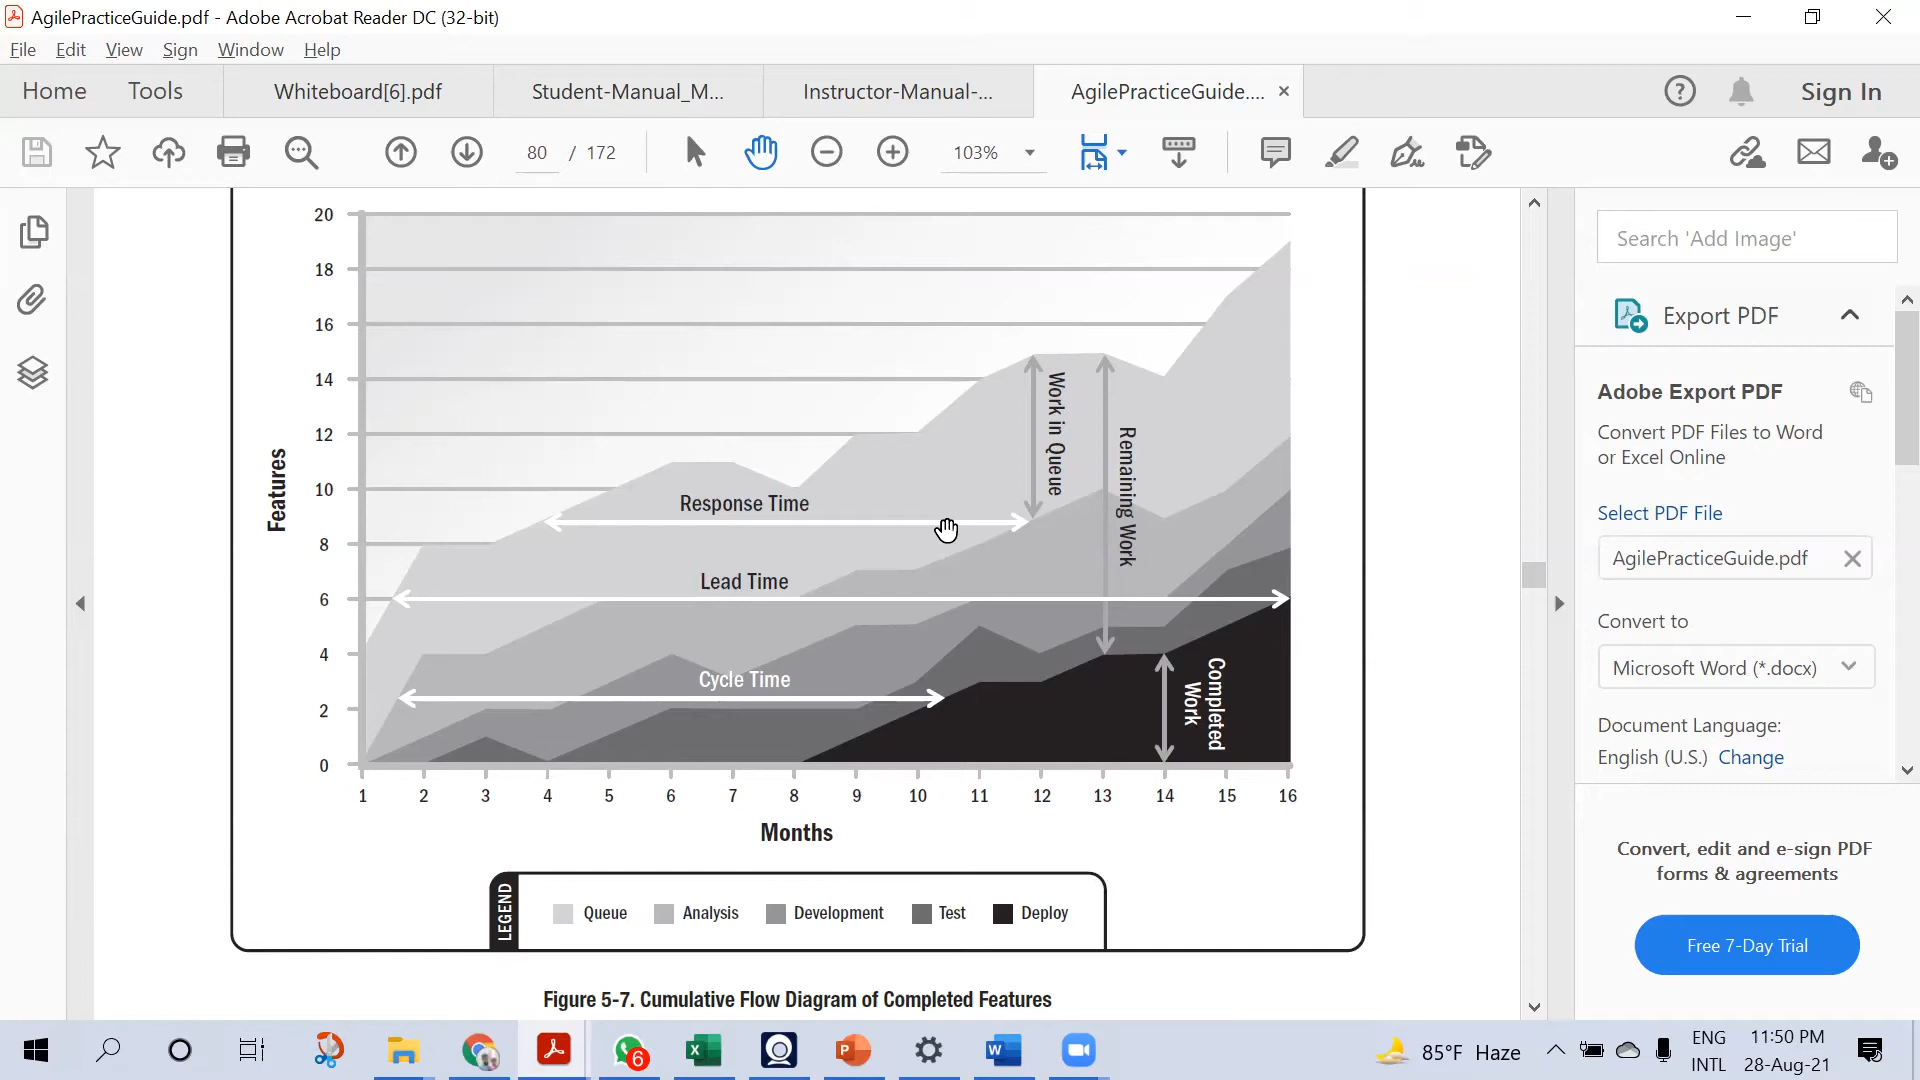 AgilePracticeGuide.pdf - Adobe Acrobat Reader DC (32-bit)
File Edit View Sign Window Help
Home Tools Whiteboard[6].pdf Student-Manual_M... Instructor-Manual-... AgilePracticeGuide.... × Sign In
80 / 172 103%
Search 'Add Image'
Export PDF
Adobe Export PDF
Convert PDF Files to Word
or Excel Online
Select PDF File
AgilePracticeGuide.pdf
Convert to
Microsoft Word (*.docx)
Document Language:
English (U.S.) Change
Convert, edit and e-sign PDF
forms & agreements
Free 7-Day Trial
20
18
16
14
12
10
8
6
4
2
0
Features
Response Time
Lead Time
Cycle Time
Work in Queue
Remaining Work
Completed
Work
1 2 3 4 5 6 7 8 9 10 11 12 13 14 15 16
Months
LEGEND
Queue Analysis Development Test Deploy
Figure 5-7. Cumulative Flow Diagram of Completed Features
6
85°F Haze
ENG
INTL
11:50 PM
28-Aug-21